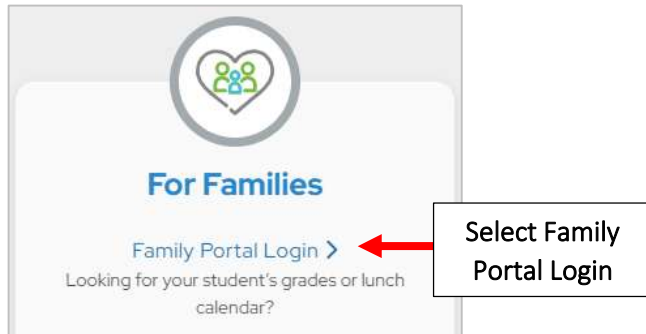 For Families
Family Portal Login >
Looking for your student's grades or lunch
calendar?
Select Family
Portal Login